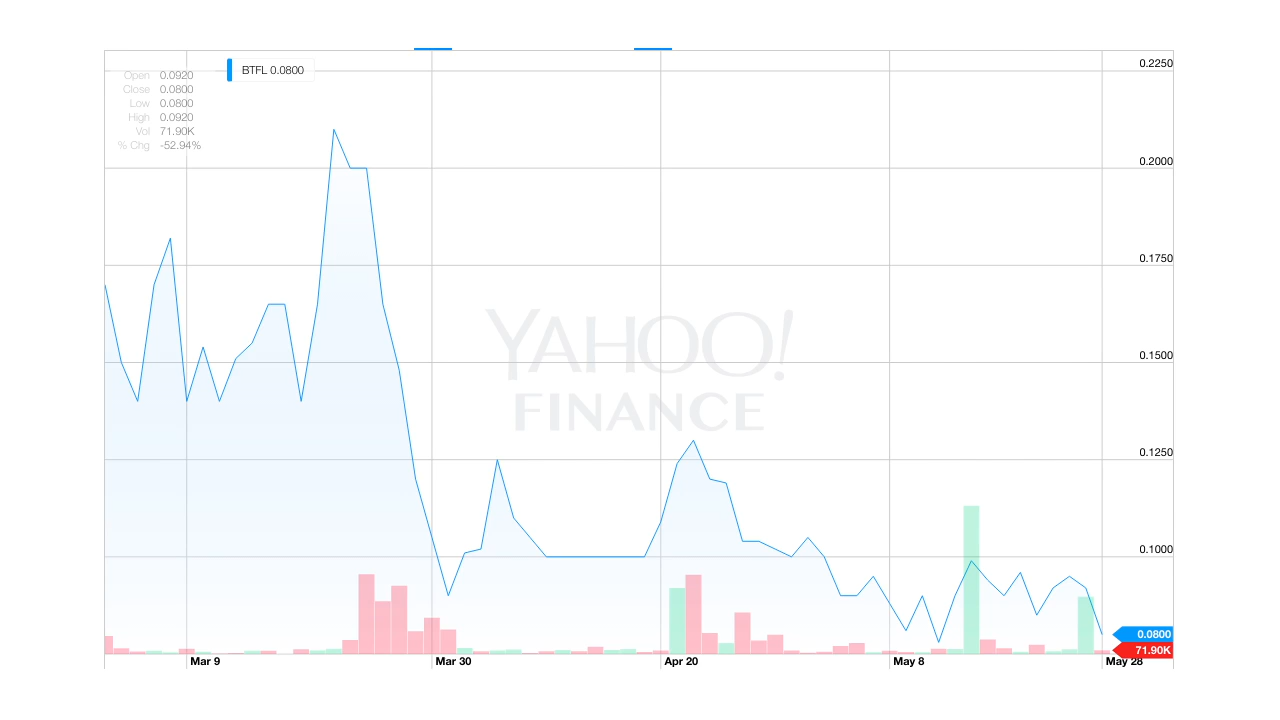 BTFL 0.0800
Open 0.0920
Close 0.0800
Low 0.0800
High 0.0920
Vol 71.90K
% Chg -52.94%
0.2250
0.2000
0.1750
0.1500
0.1250
0.1000
YAHOO!
FINANCE
0.0800
71.90K
Mar 9
Mar 30
Apr 20
May 8
May 28